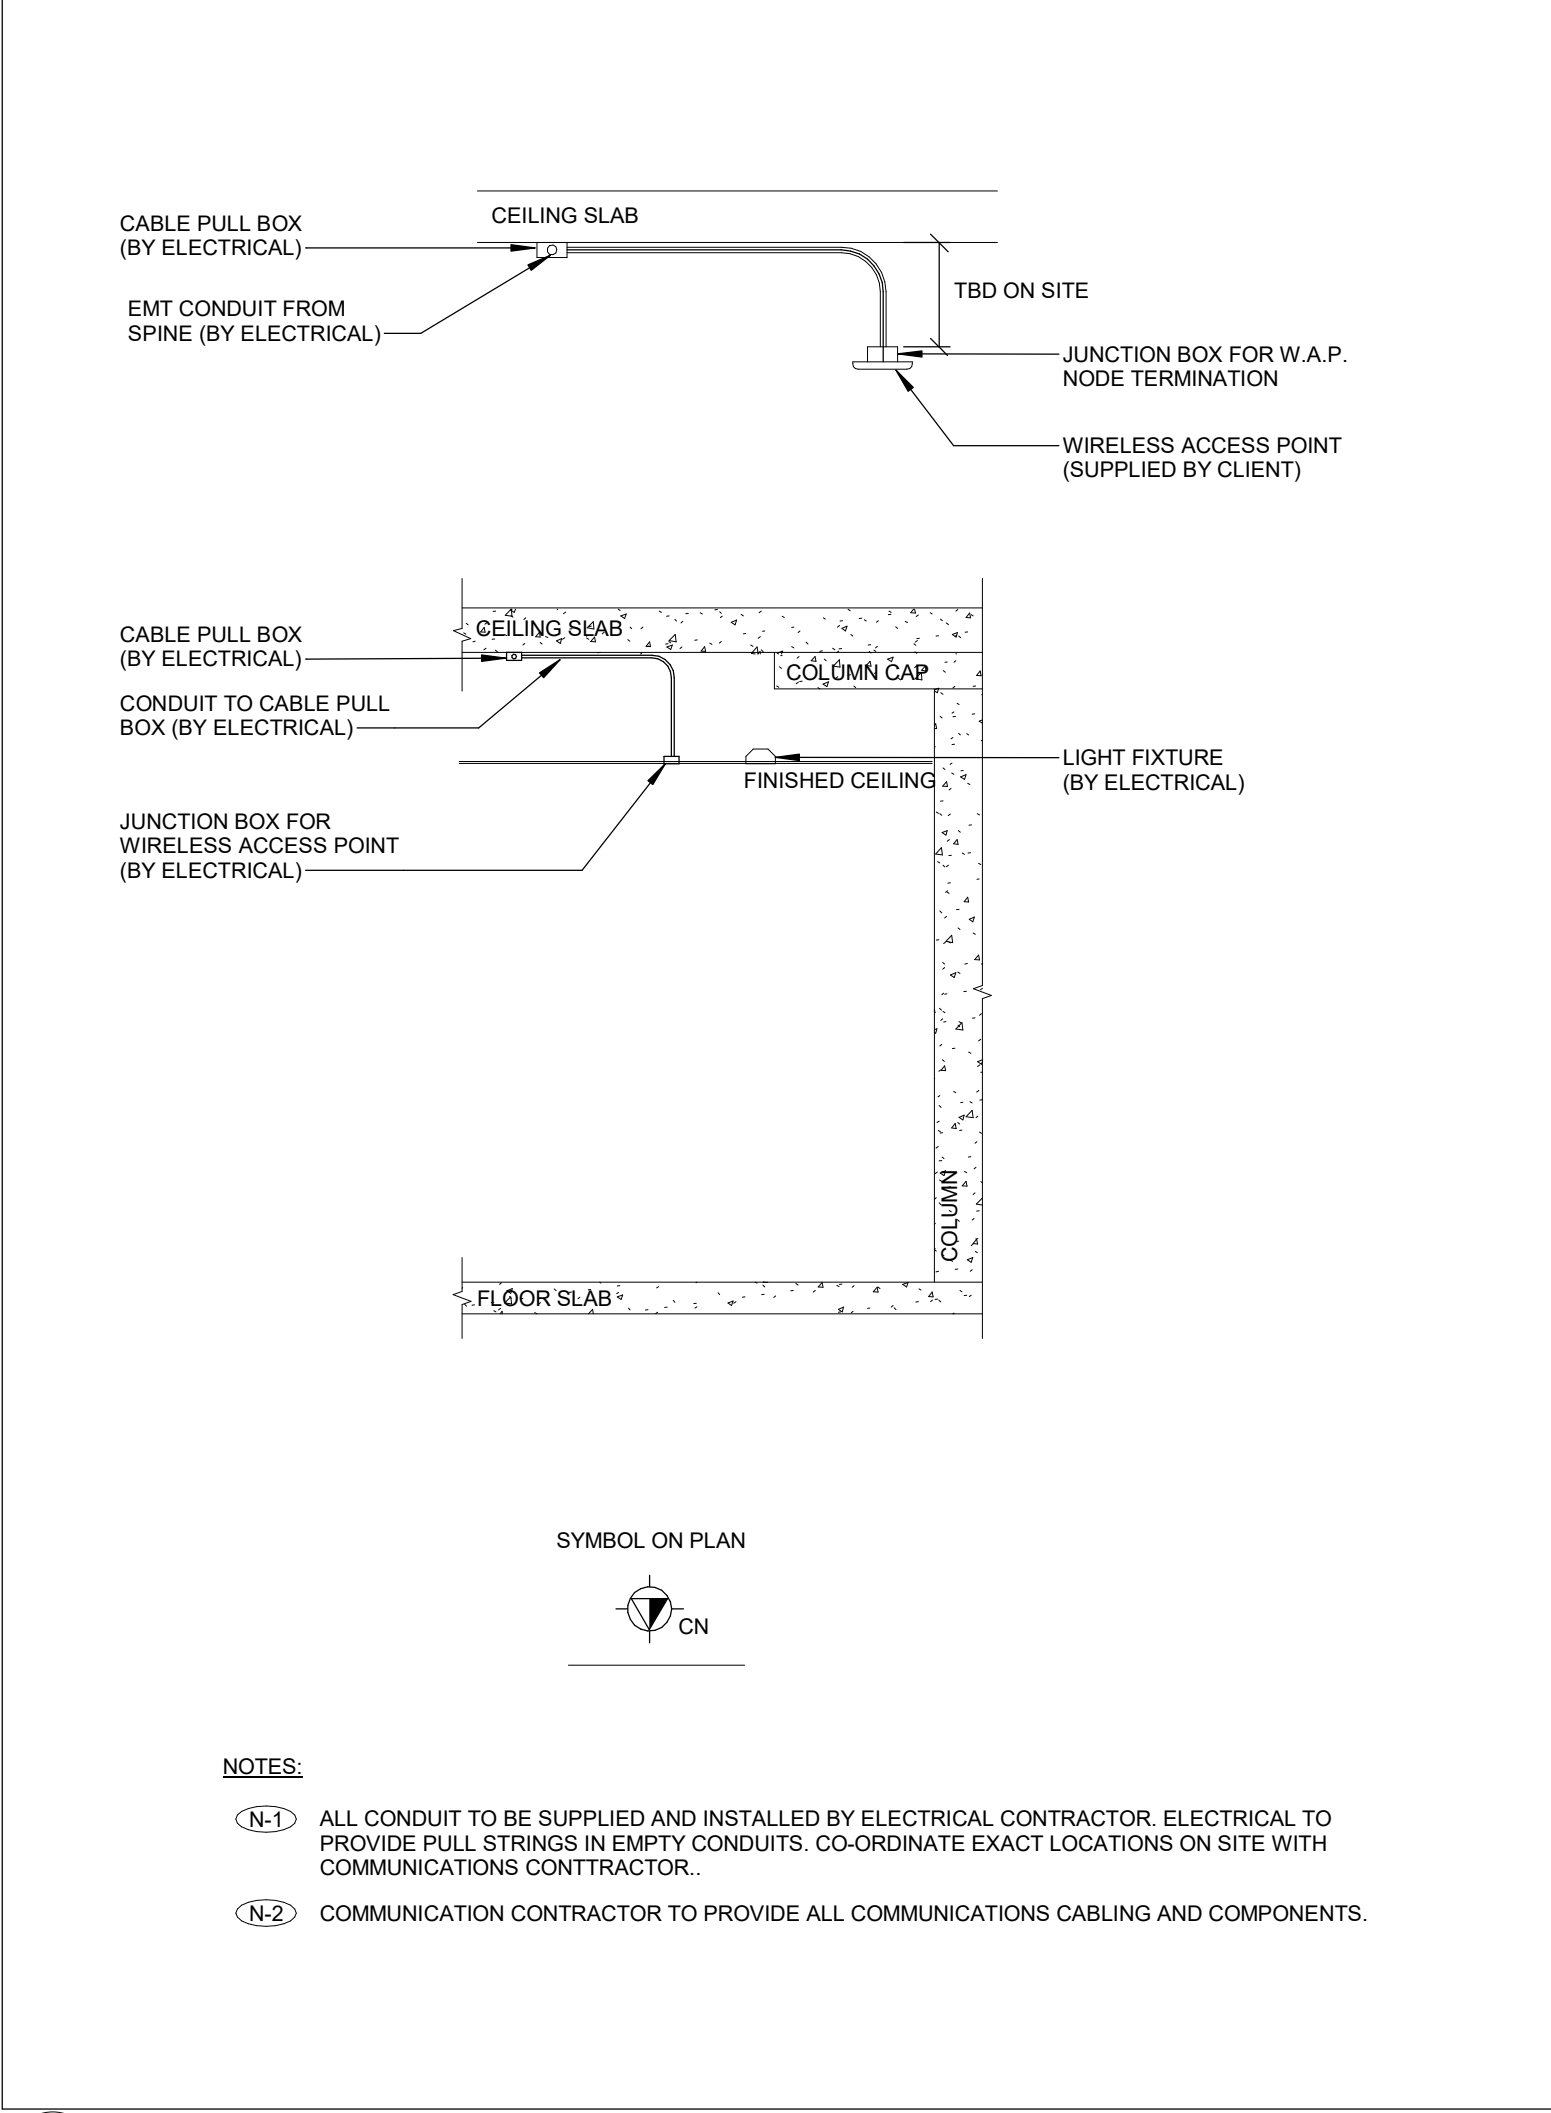 CEILING SLAB
CABLE PULL BOX
(BY ELECTRICAL)
EMT CONDUIT FROM
SPINE (BY ELECTRICAL)
TBD ON SITE
JUNCTION BOX FOR W.A.P.
NODE TERMINATION
WIRELESS ACCESS POINT
(SUPPLIED BY CLIENT)
CEILING SLAB
CABLE PULL BOX
(BY ELECTRICAL)
COLUMN CAP
CONDUIT TO CABLE PULL
BOX (BY ELECTRICAL)
LIGHT FIXTURE
(BY ELECTRICAL)
FINISHED CEILING
JUNCTION BOX FOR
WIRELESS ACCESS POINT
(BY ELECTRICAL)
COLUMN
FLOOR SLAB
SYMBOL ON PLAN
CN
NOTES:
N-1 ALL CONDUIT TO BE SUPPLIED AND INSTALLED BY ELECTRICAL CONTRACTOR. ELECTRICAL TO
PROVIDE PULL STRINGS IN EMPTY CONDUITS. CO-ORDINATE EXACT LOCATIONS ON SITE WITH
COMMUNICATIONS CONTTRACTOR..
N-2 COMMUNICATION CONTRACTOR TO PROVIDE ALL COMMUNICATIONS CABLING AND COMPONENTS.